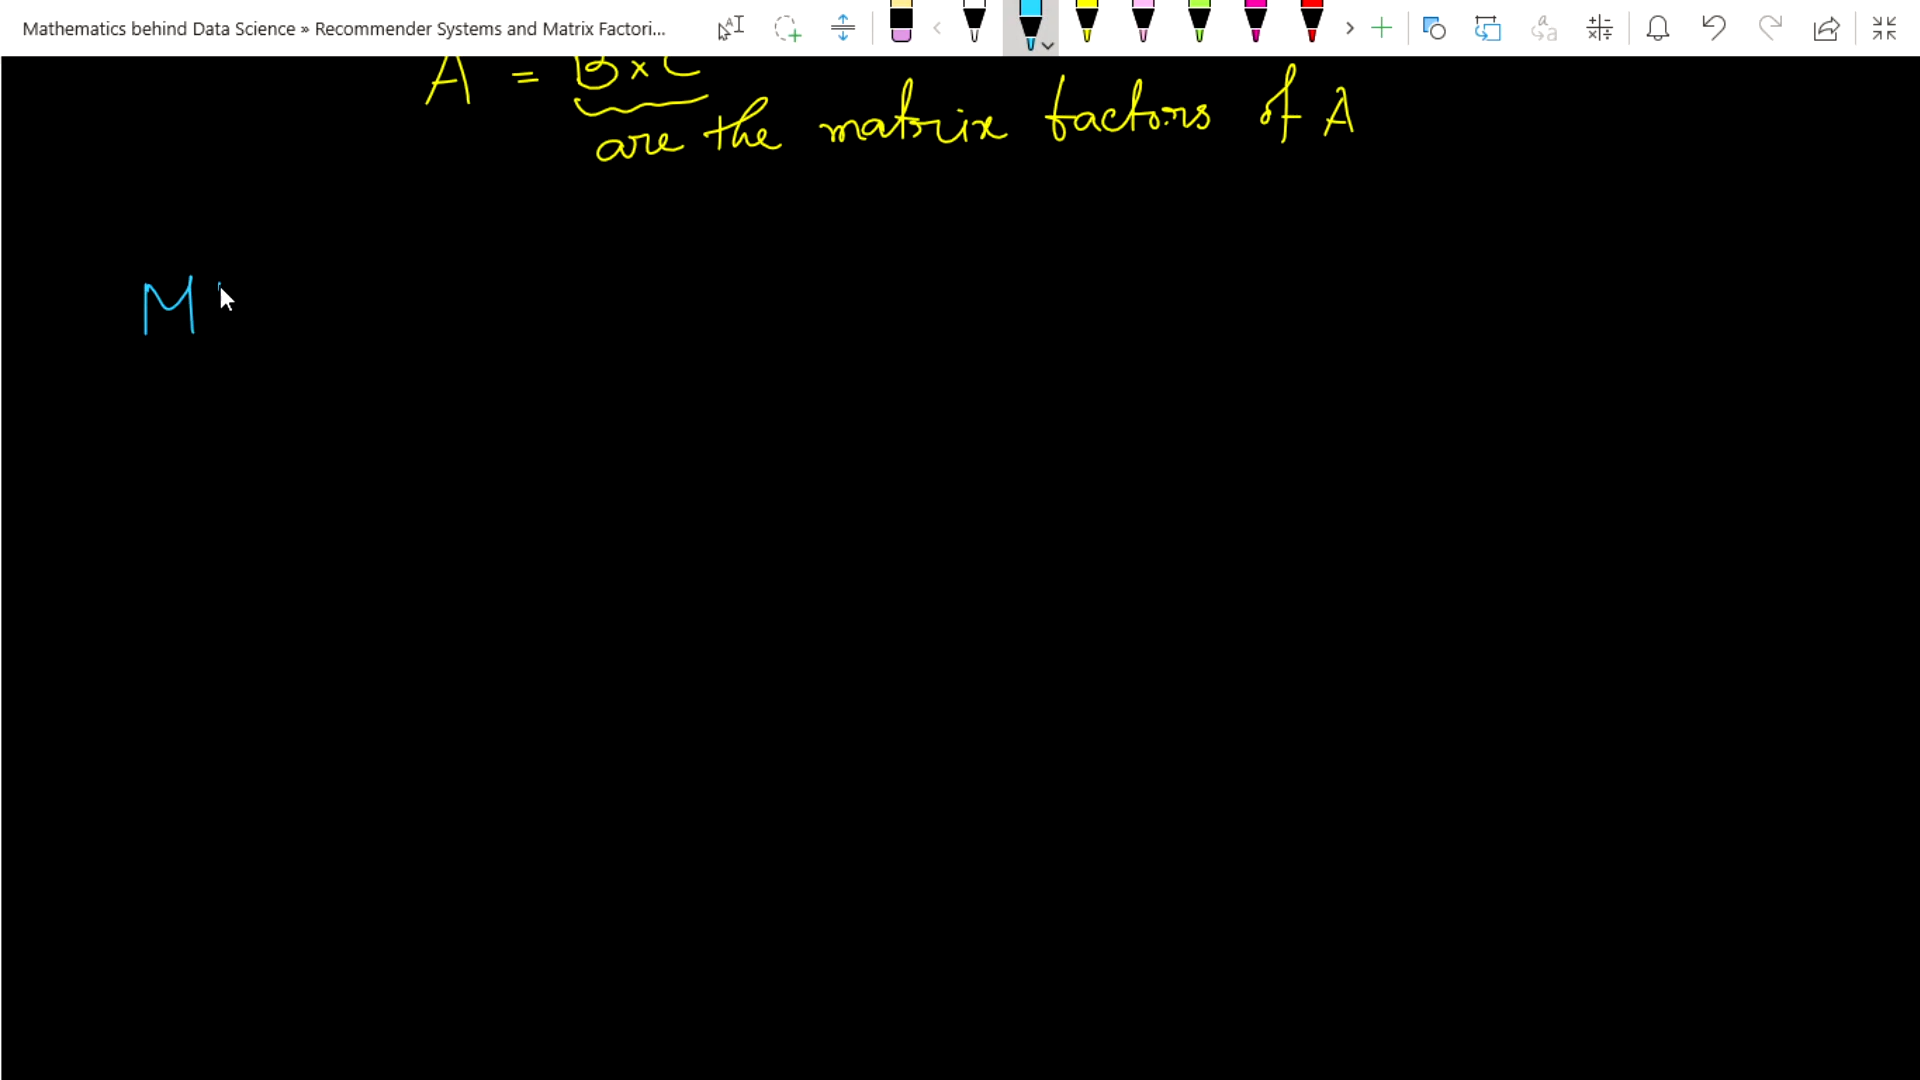 Mathematics behind Data Science » Recommender Systems and Matrix Factori...
A = B × C
are the matrix factors of A
M